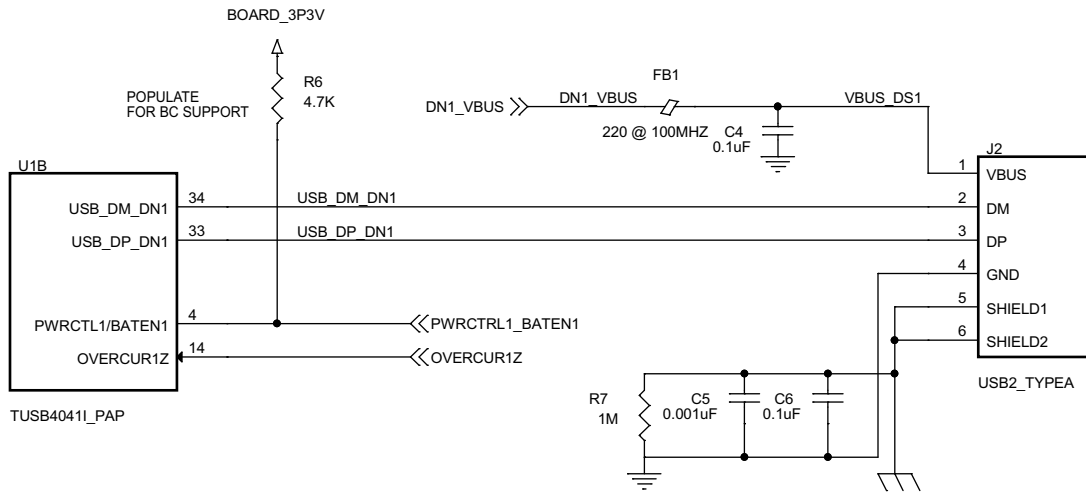 BOARD_3P3V
R6
4.7K
POPULATE
FOR BC SUPPORT
FB1
DN1_VBUS
DN1_VBUS
VBUS_DS1
220 @ 100MHZ
C4
0.1uF
U1B
J2
USB_DM_DN1
34
USB_DM_DN1
USB_DP_DN1
33
USB_DP_DN1
PWRCTL1/BATEN1
4
PWRCTRL1_BATEN1
OVERCUR1Z
14
OVERCUR1Z
TUSB4041I_PAP
1
VBUS
2
DM
3
DP
4
GND
5
SHIELD1
6
SHIELD2
USB2_TYPEA
R7
1M
C5
0.001uF
C6
0.1uF